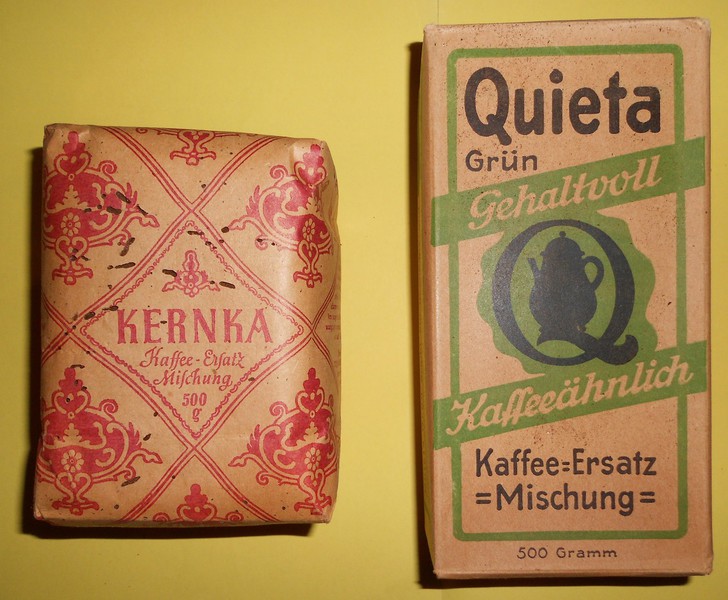 KERNKA
Kaffee-Ersatz
Mischung
500
g
Quieta
Grün
Gehaltvoll
Q
Kaffeeähnlich
Kaffee=Ersatz
=Mischung=
500 Gramm